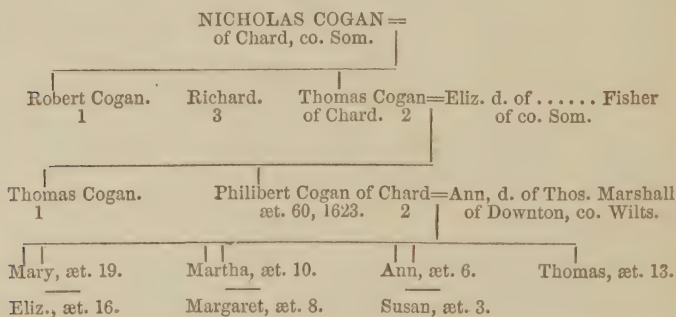 NICHOLAS COGAN=
of Chard, co. Som.
Robert Cogan. Richard. Thomas Cogan=Eliz. d. of ...... Fisher
1 3 of Chard. 2 of co. Som.
Thomas Cogan. Philibert Cogan of Chard=Ann, d. of Thos. Marshall
1 æt. 60, 1623. 2 of Downton, co. Wilts.
Mary, æt. 19. Martha, æt. 10. Ann, æt. 6. Thomas, æt. 13.
Eliz., æt. 16. Margaret, æt. 8. Susan, æt. 3.